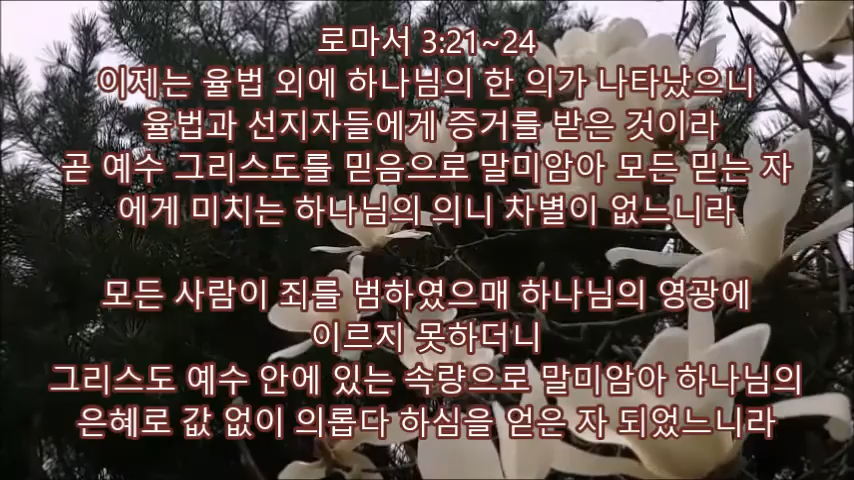 로마서 3:21~24
이제는 율법 외에 하나님의 한 의가 나타났으니
율법과 선지자들에게 증거를 받은 것이라
곧 예수 그리스도를 믿음으로 말미암아 모든 믿는 자
에게 미치는 하나님의 의니 차별이 없느니라
모든 사람이 죄를 범하였으매 하나님의 영광에
이르지 못하더니
그리스도 예수 안에 있는 속량으로 말미암아 하나님의
은혜로 값 없이 의롭다 하심을 얻은 자 되었느니라